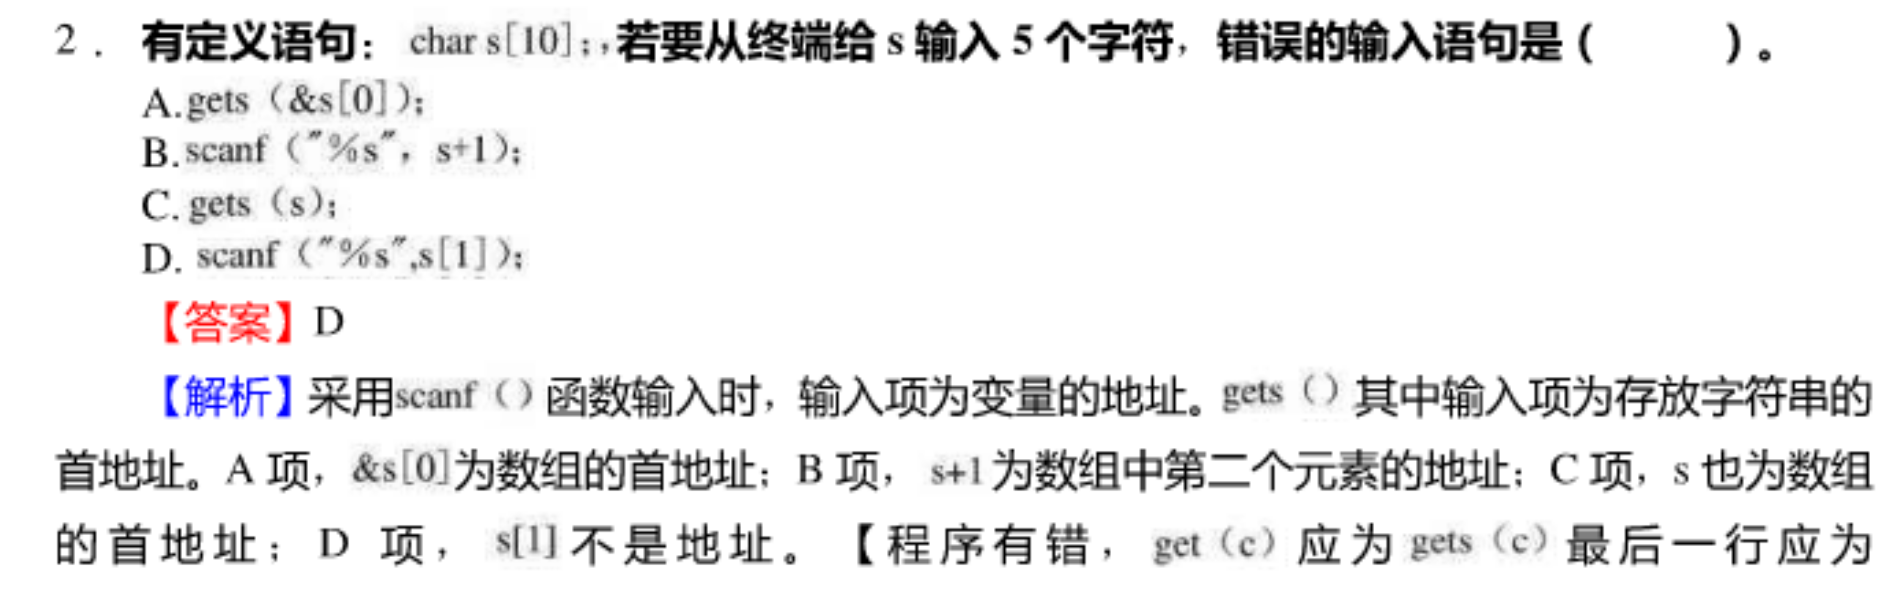 2． 有定义语句： char s[10]；,若要从终端给 s 输入 5 个字符，错误的输入语句是（　　）。
A.gets（&s[0]）；
B.scanf（"%s"，s+1）；
C.gets（s）；
D. scanf（"%s",s[1]）；
【答案】D
【解析】采用scanf（）函数输入时，输入项为变量的地址。gets（）其中输入项为存放字符串的
首地址。A 项， &s[0]为数组的首地址；B 项， s+1为数组中第二个元素的地址；C 项，s 也为数组
的首地址；D 项， s[1]不是地址。【程序有错，get（c）应为gets（c）最后一行应为